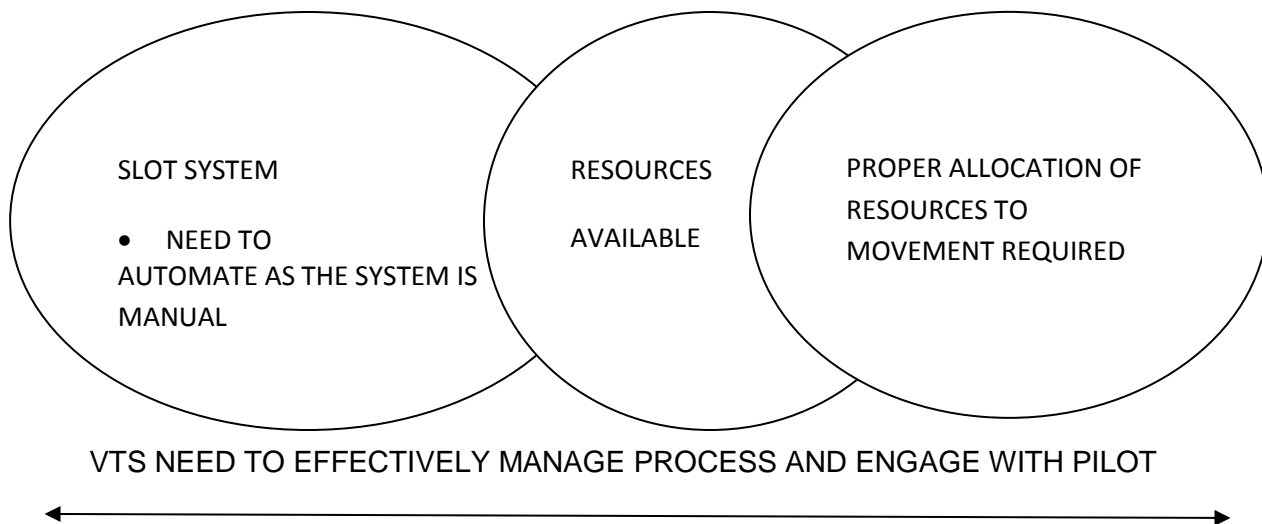 SLOT SYSTEM
• NEED TO
AUTOMATE AS THE SYSTEM IS
MANUAL
RESOURCES
AVAILABLE
PROPER ALLOCATION OF
RESOURCES TO
MOVEMENT REQUIRED
VTS NEED TO EFFECTIVELY MANAGE PROCESS AND ENGAGE WITH PILOT